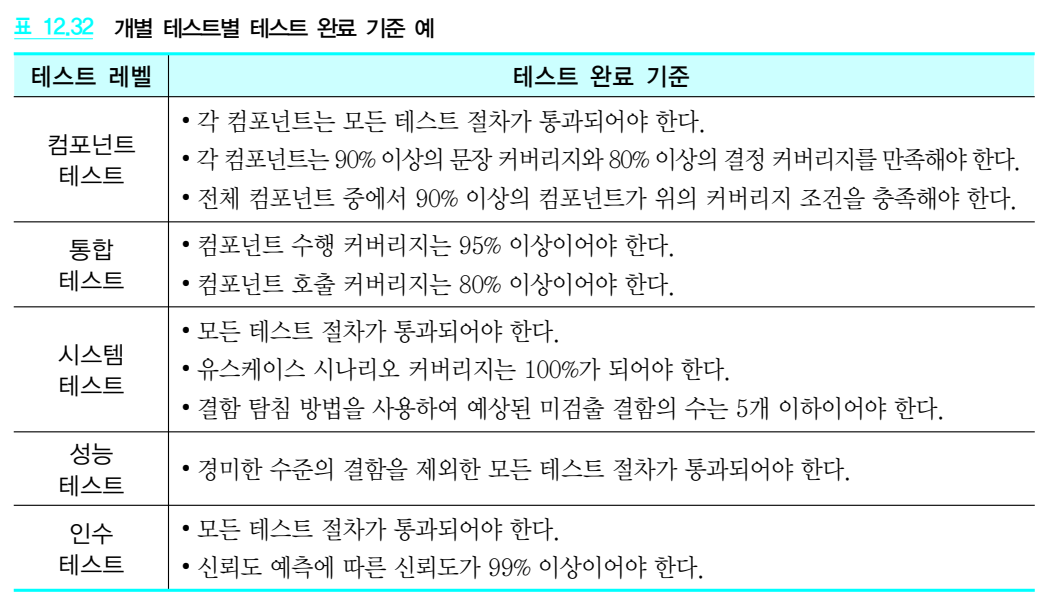 표 12.32 개별 테스트별 테스트 완료 기준 예
테스트 레벨
테스트 완료 기준
컴포넌트
테스트
• 각 컴포넌트는 모든 테스트 절차가 통과되어야 한다.
• 각 컴포넌트는 90% 이상의 문장 커버리지와 80% 이상의 결정 커버리지를 만족해야 한다.
• 전체 컴포넌트 중에서 90% 이상의 컴포넌트가 위의 커버리지 조건을 충족해야 한다.
통합
테스트
• 컴포넌트 수행 커버리지는 95% 이상이어야 한다.
• 컴포넌트 호출 커버리지는 80% 이상이어야 한다.
시스템
테스트
• 모든 테스트 절차가 통과되어야 한다.
• 유스케이스 시나리오 커버리지는 100%가 되어야 한다.
• 결함 탐침 방법을 사용하여 예상된 미검출 결함의 수는 5개 이하이어야 한다.
성능
테스트
• 경미한 수준의 결함을 제외한 모든 테스트 절차가 통과되어야 한다.
인수
테스트
• 모든 테스트 절차가 통과되어야 한다.
• 신뢰도 예측에 따른 신뢰도가 99% 이상이어야 한다.